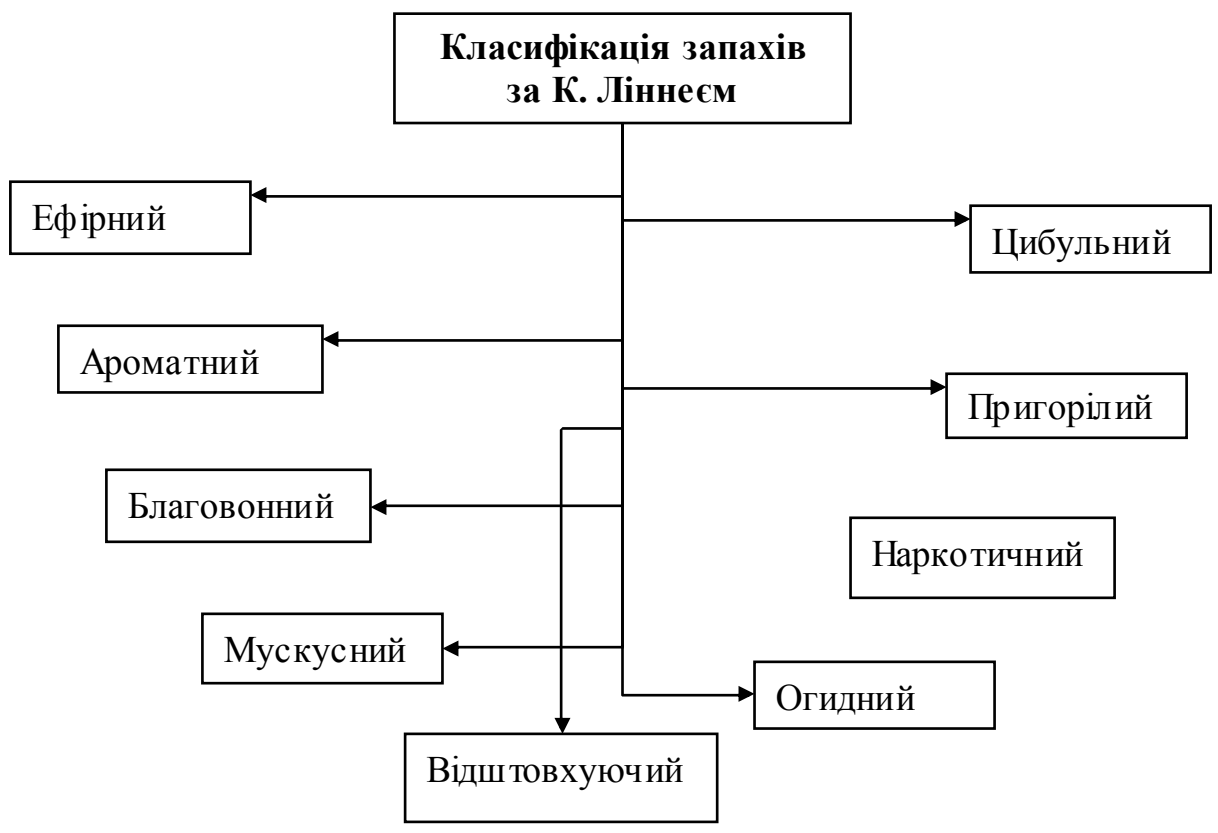 Класифікація запахів
за К. Ліннеєм
Ефірний
Цибульний
Ароматний
Пригорілий
Благовонний
Наркотичний
Мускусний
Огидний
Відштовхуючий